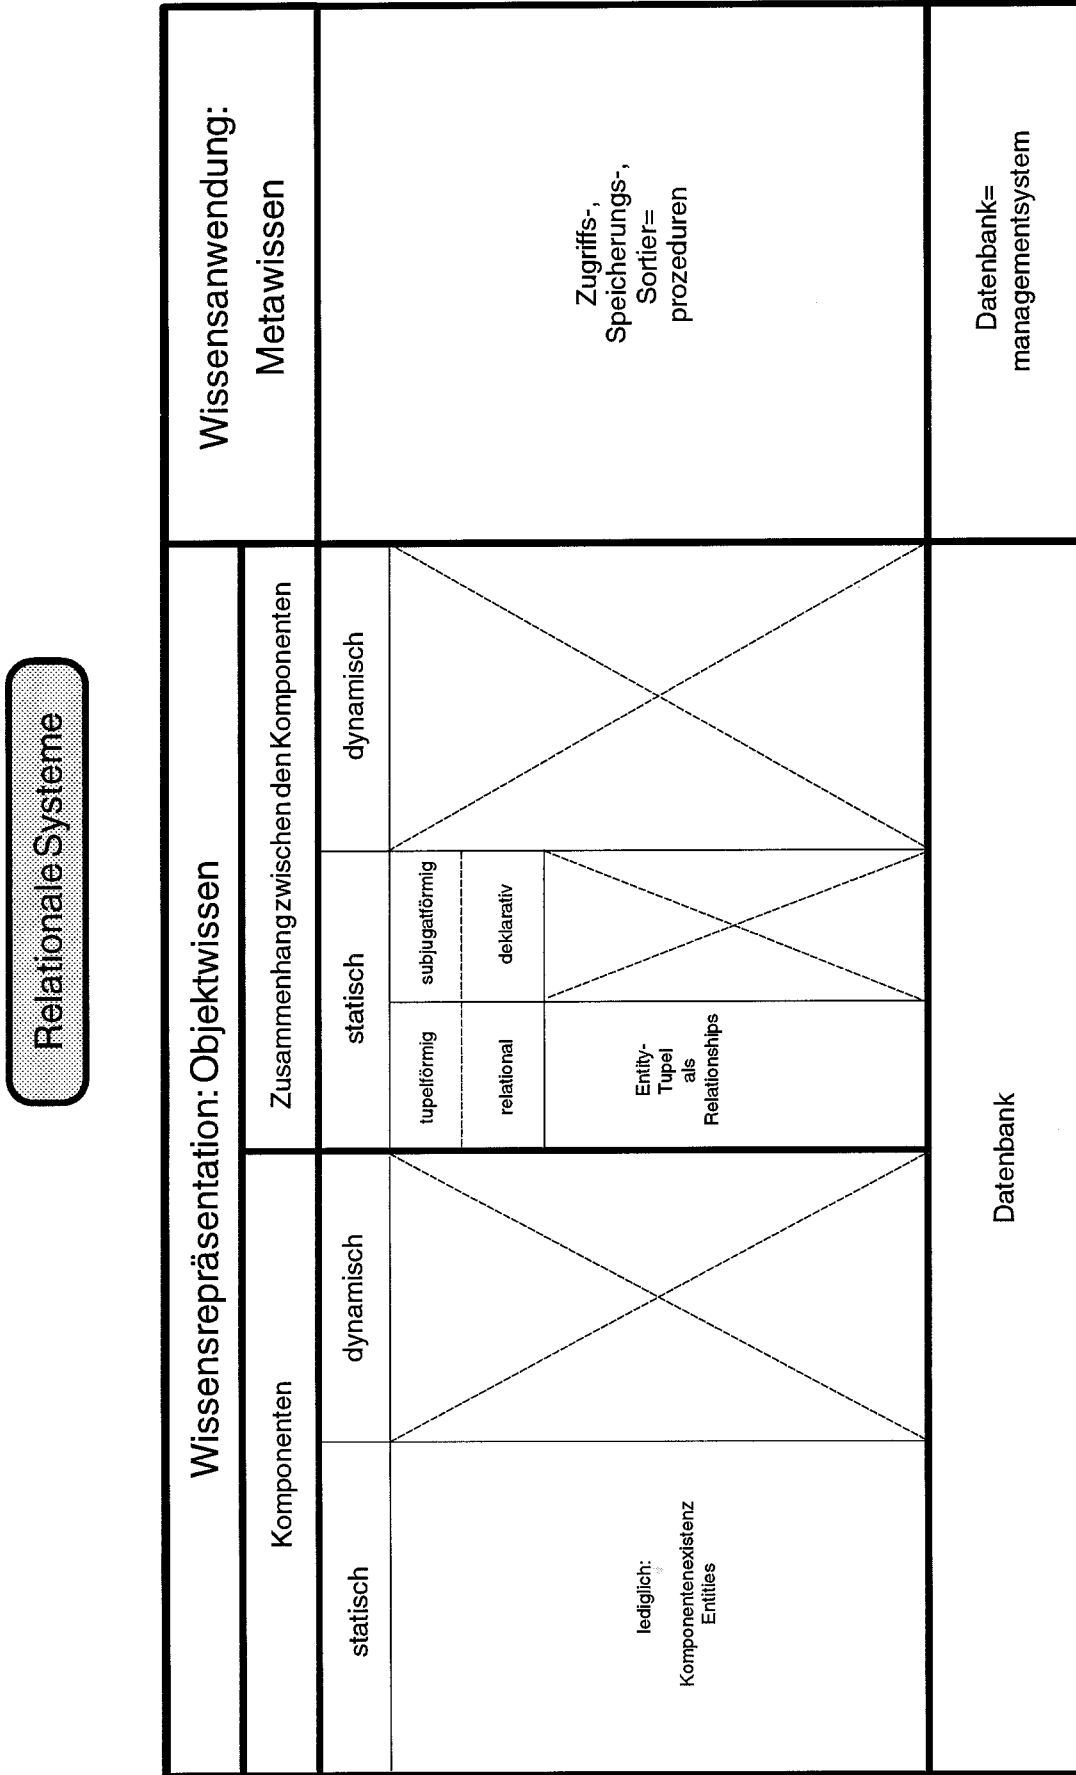 Relationale Systeme
Wissensrepräsentation: Objektwissen
Wissensanwendung:
Metawissen
Komponenten
Zusammenhang zwischen den Komponenten
statisch
dynamisch
statisch
dynamisch
tupelförmig
subjugatförmig
relational
deklarativ
lediglich:
Komponentenexistenz
Entities
Entity-
Tupel
als
Relationships
Zugriffs-,
Speicherungs-,
Sortier=
prozeduren
Datenbank
Datenbank=
managementsystem